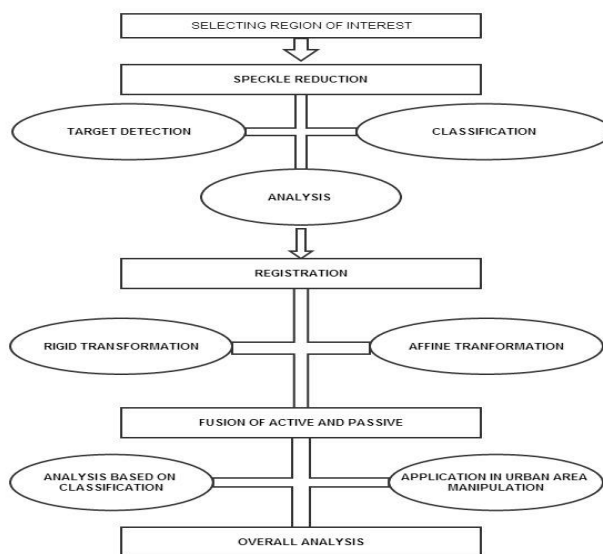 SELECTING REGION OF INTEREST
SPECKLE REDUCTION
TARGET DETECTION
CLASSIFICATION
ANALYSIS
REGISTRATION
RIGID TRANSFORMATION
AFFINE TRANFORMATION
FUSION OF ACTIVE AND PASSIVE
ANALYSIS BASED ON
CLASSIFICATION
APPLICATION IN URBAN AREA
MANIPULATION
OVERALL ANALYSIS